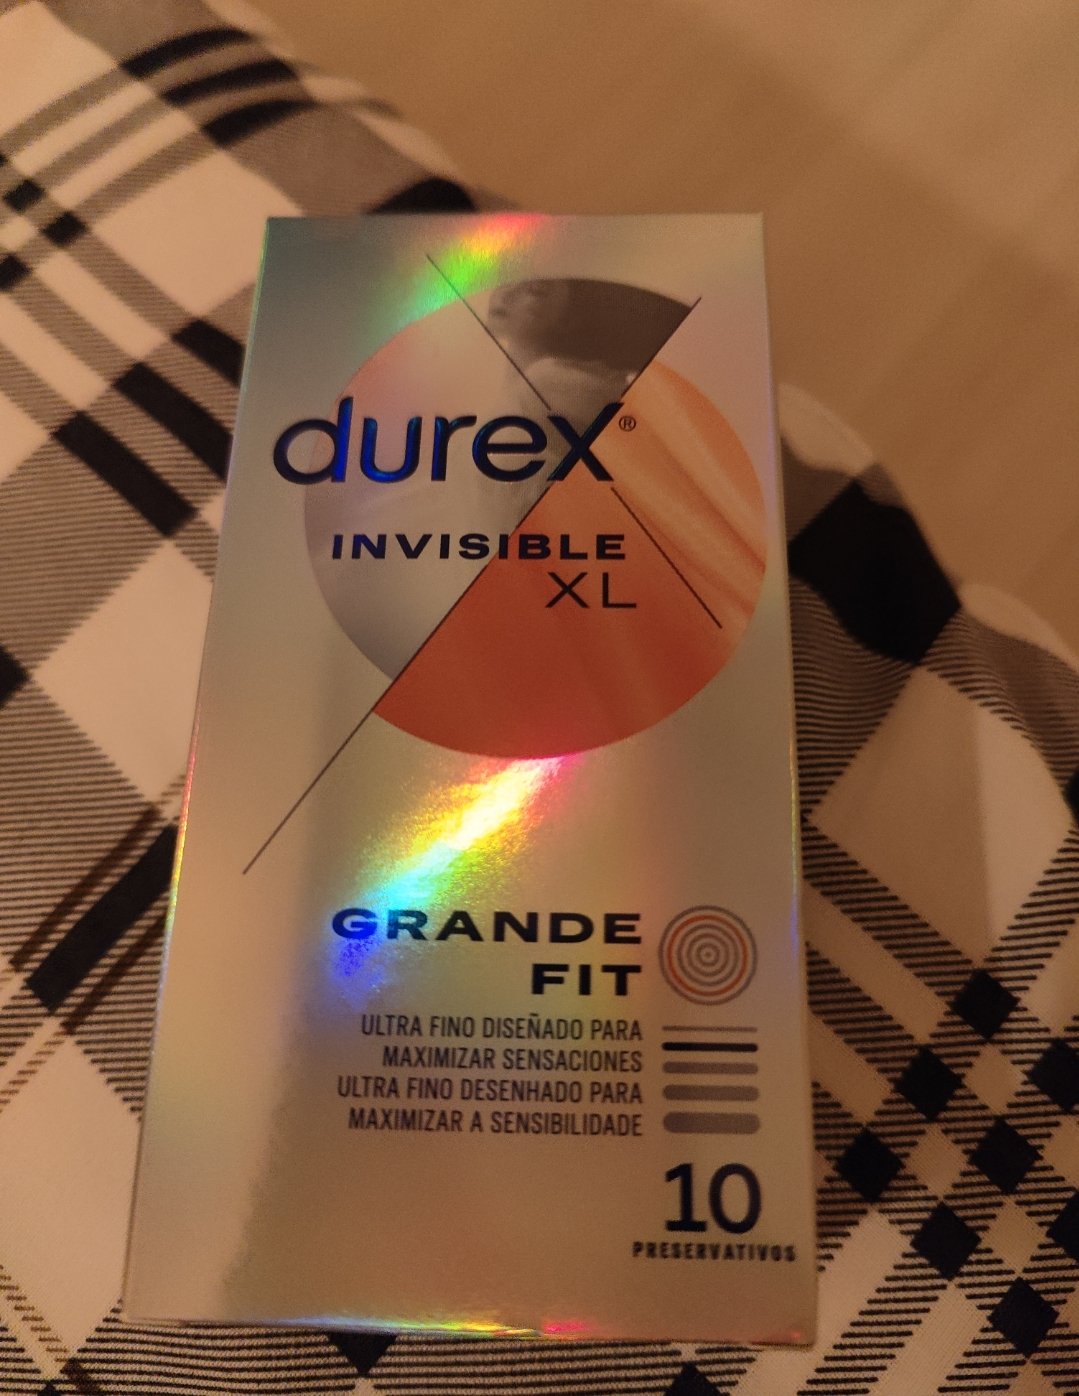 durex®
INVISIBLE
XL
GRANDE
FIT
ULTRA FINO DISEÑADO PARA
MAXIMIZAR SENSACIONES
ULTRA FINO DESENHADO PARA
MAXIMIZAR A SENSIBILIDADE
10
PRESERVATIVOS